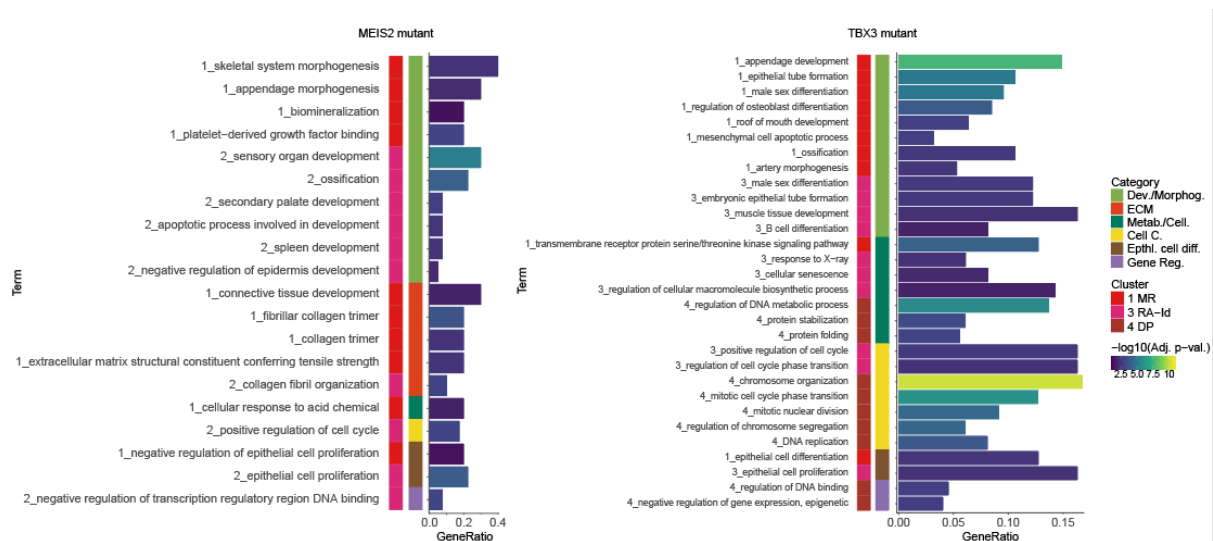 MEIS2 mutant
Term
1_skeletal system morphogenesis
1_appendage morphogenesis
1_biomineralization
1_platelet−derived growth factor binding
2_sensory organ development
2_ossification
2_secondary palate development
2_apoptotic process involved in development
2_spleen development
2_negative regulation of epidermis development
1_connective tissue development
1_fibrillar collagen trimer
1_collagen trimer
1_extracellular matrix structural constituent conferring tensile strength
2_collagen fibril organization
1_cellular response to acid chemical
2_positive regulation of cell cycle
1_negative regulation of epithelial cell proliferation
2_epithelial cell proliferation
2_negative regulation of transcription regulatory region DNA binding
0.0 0.2 0.4
GeneRatio
TBX3 mutant
Term
1_appendage development
1_epithelial tube formation
1_male sex differentiation
1_regulation of osteoblast differentiation
1_roof of mouth development
1_mesenchymal cell apoptotic process
1_ossification
1_artery morphogenesis
3_male sex differentiation
3_embryonic epithelial tube formation
3_muscle tissue development
3_B cell differentiation
1_transmembrane receptor protein serine/threonine kinase signaling pathway
3_response to X−ray
3_cellular senescence
3_regulation of cellular macromolecule biosynthetic process
4_regulation of DNA metabolic process
4_protein stabilization
4_protein folding
3_positive regulation of cell cycle
3_regulation of cell cycle phase transition
4_chromosome organization
4_mitotic cell cycle phase transition
4_mitotic nuclear division
4_regulation of chromosome segregation
4_DNA replication
1_epithelial cell differentiation
3_epithelial cell proliferation
4_regulation of DNA binding
4_negative regulation of gene expression, epigenetic
0.00 0.05 0.10 0.15
GeneRatio
Category
Dev./Morphog.
ECM
Metab./Cell.
Cell C.
Epthl. cell diff.
Gene Reg.
Cluster
1 MR
3 RA−Id
4 DP
−log10(Adj. p−val.)
2.5 5.0 7.5 10